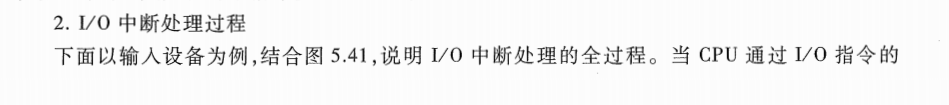 2. I/O 中断处理过程
下面以输入设备为例,结合图 5.41,说明 I/O 中断处理的全过程。当 CPU 通过 I/O 指令的